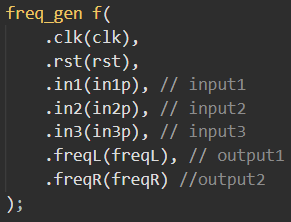 freq_gen f(
.clk(clk),
.rst(rst),
.in1(in1p), // input1
.in2(in2p), // input2
.in3(in3p), // input3
.freqL(freqL), // output1
.freqR(freqR) //output2
);